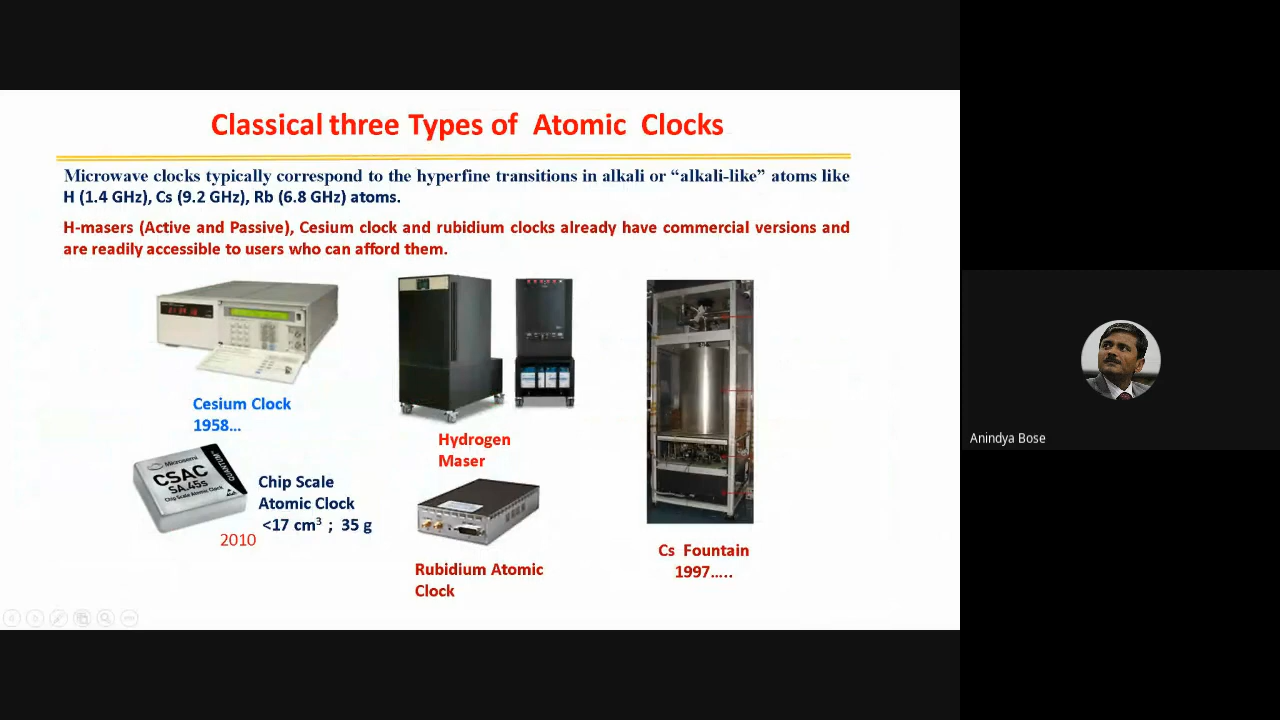 Classical three Types of Atomic Clocks
Microwave clocks typically correspond to the hyperfine transitions in alkali or “alkali-like” atoms like
H (1.4 GHz), Cs (9.2 GHz), Rb (6.8 GHz) atoms.
H-masers (Active and Passive), Cesium clock and rubidium clocks already have commercial versions and
are readily accessible to users who can afford them.
Cesium Clock
1958...
Hydrogen
Maser
Microsemi
QUANTUM™
CSAC
SA.45s
Chip Scale Atomic Clock
Chip Scale
Atomic Clock
<17 cm³ ; 35 g
2010
Rubidium Atomic
Clock
Cs Fountain
1997.....
Anindya Bose